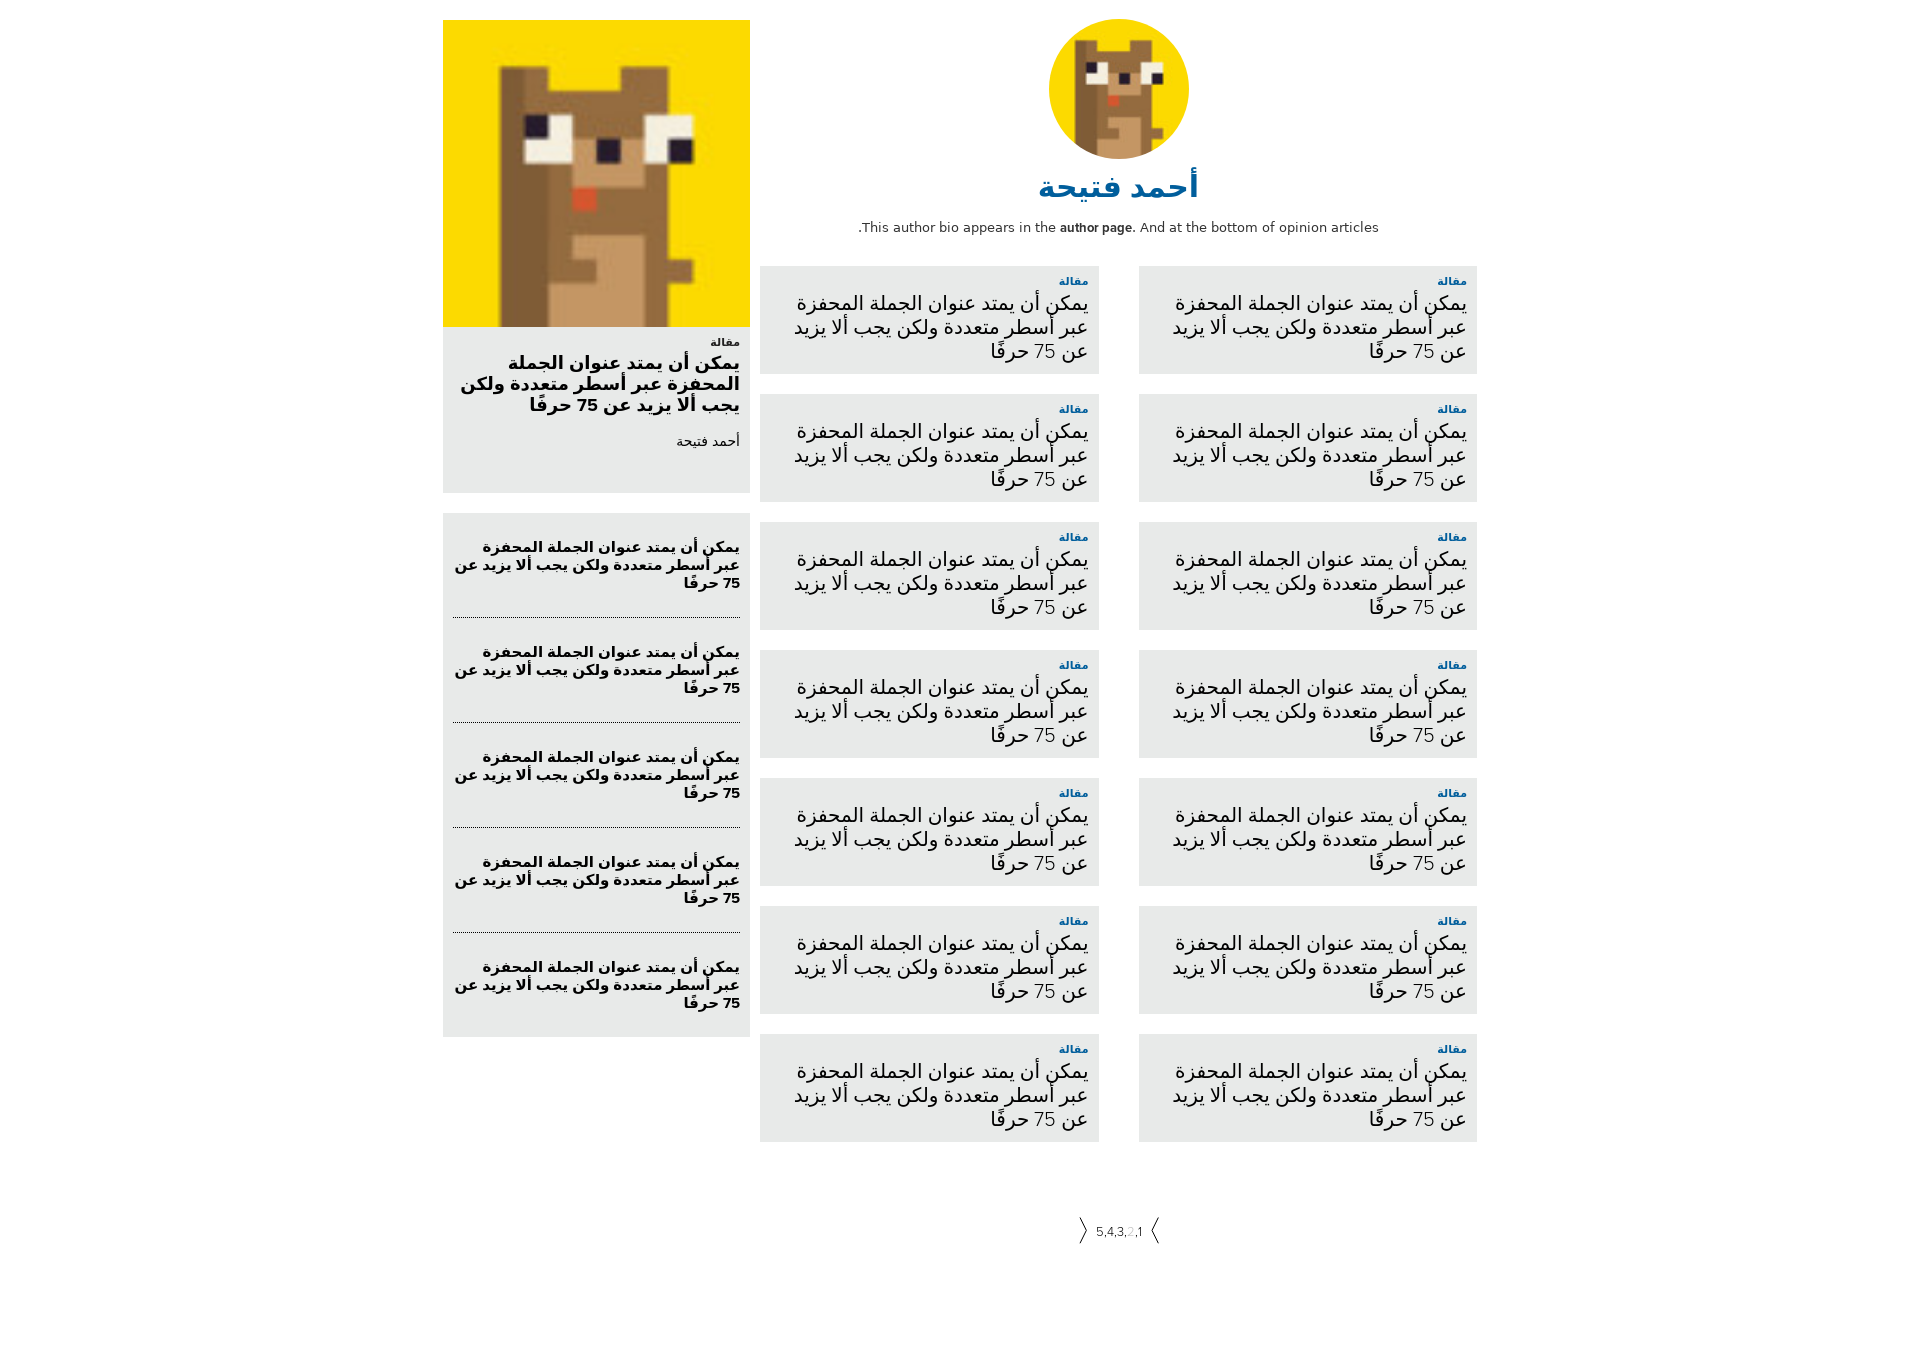 أحمد فتيحة
This author bio appears in the author page. And at the bottom of opinion articles.
مقالة
يمكن أن يمتد عنوان الجملة المحفزة
عبر أسطر متعددة ولكن يجب ألا يزيد
عن 75 حرفًا
مقالة
يمكن أن يمتد عنوان الجملة المحفزة
عبر أسطر متعددة ولكن يجب ألا يزيد
عن 75 حرفًا
مقالة
يمكن أن يمتد عنوان الجملة المحفزة
عبر أسطر متعددة ولكن يجب ألا يزيد
عن 75 حرفًا
مقالة
يمكن أن يمتد عنوان الجملة المحفزة
عبر أسطر متعددة ولكن يجب ألا يزيد
عن 75 حرفًا
مقالة
يمكن أن يمتد عنوان الجملة المحفزة
عبر أسطر متعددة ولكن يجب ألا يزيد
عن 75 حرفًا
مقالة
يمكن أن يمتد عنوان الجملة المحفزة
عبر أسطر متعددة ولكن يجب ألا يزيد
عن 75 حرفًا
مقالة
يمكن أن يمتد عنوان الجملة المحفزة
عبر أسطر متعددة ولكن يجب ألا يزيد
عن 75 حرفًا
مقالة
يمكن أن يمتد عنوان الجملة المحفزة
عبر أسطر متعددة ولكن يجب ألا يزيد
عن 75 حرفًا
مقالة
يمكن أن يمتد عنوان الجملة المحفزة
عبر أسطر متعددة ولكن يجب ألا يزيد
عن 75 حرفًا
مقالة
يمكن أن يمتد عنوان الجملة المحفزة
عبر أسطر متعددة ولكن يجب ألا يزيد
عن 75 حرفًا
مقالة
يمكن أن يمتد عنوان الجملة المحفزة
عبر أسطر متعددة ولكن يجب ألا يزيد
عن 75 حرفًا
مقالة
يمكن أن يمتد عنوان الجملة المحفزة
عبر أسطر متعددة ولكن يجب ألا يزيد
عن 75 حرفًا
مقالة
يمكن أن يمتد عنوان الجملة المحفزة
عبر أسطر متعددة ولكن يجب ألا يزيد
عن 75 حرفًا
مقالة
يمكن أن يمتد عنوان الجملة المحفزة
عبر أسطر متعددة ولكن يجب ألا يزيد
عن 75 حرفًا
5,4,3,2,1
مقالة
يمكن أن يمتد عنوان الجملة
المحفزة عبر أسطر متعددة ولكن
يجب ألا يزيد عن 75 حرفًا
أحمد فتيحة
يمكن أن يمتد عنوان الجملة المحفزة
عبر أسطر متعددة ولكن يجب ألا يزيد عن
75 حرفًا
يمكن أن يمتد عنوان الجملة المحفزة
عبر أسطر متعددة ولكن يجب ألا يزيد عن
75 حرفًا
يمكن أن يمتد عنوان الجملة المحفزة
عبر أسطر متعددة ولكن يجب ألا يزيد عن
75 حرفًا
يمكن أن يمتد عنوان الجملة المحفزة
عبر أسطر متعددة ولكن يجب ألا يزيد عن
75 حرفًا
يمكن أن يمتد عنوان الجملة المحفزة
عبر أسطر متعددة ولكن يجب ألا يزيد عن
75 حرفًا